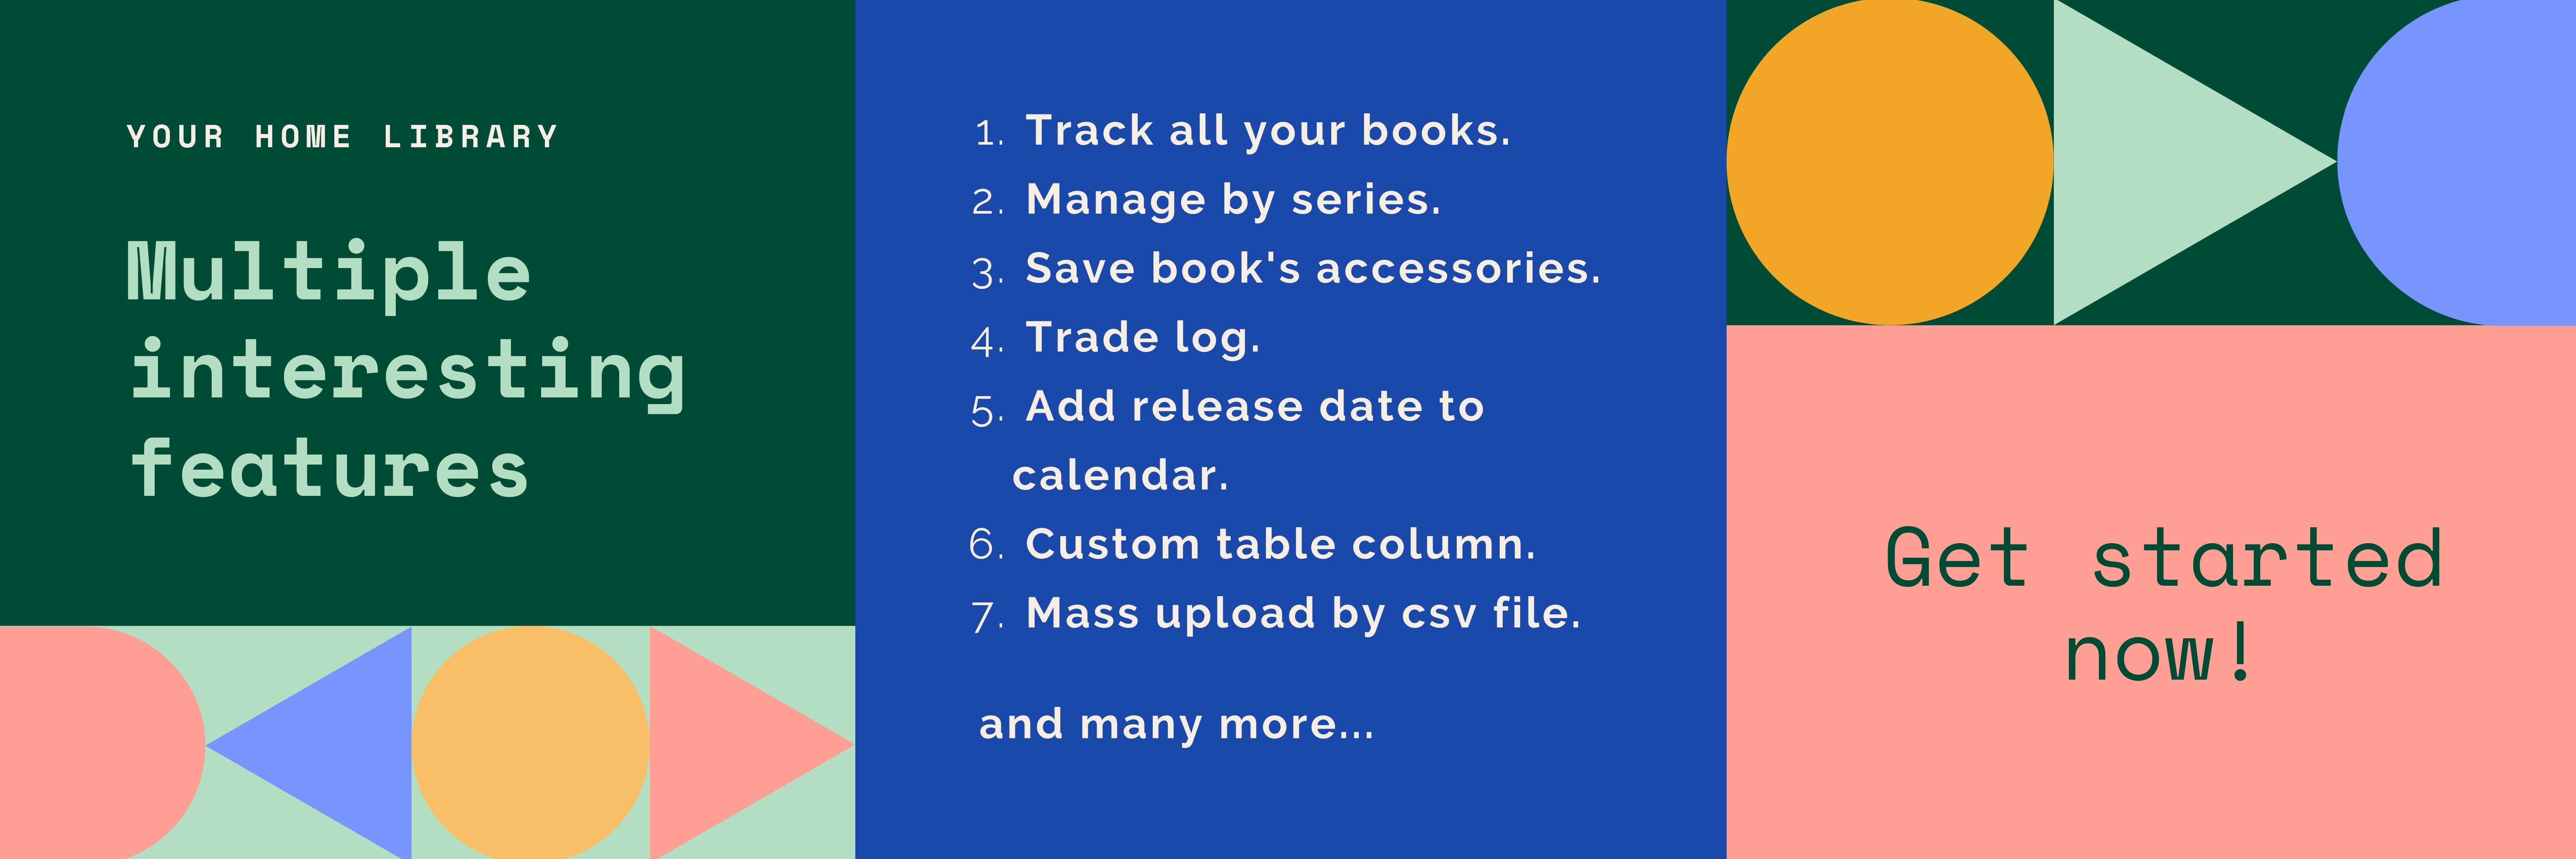 YOUR HOME LIBRARY
Multiple
interesting
features
1. Track all your books.
2. Manage by series.
3. Save book's accessories.
4. Trade log.
5. Add release date to
calendar.
6. Custom table column.
7. Mass upload by csv file.
and many more...
Get started
now!